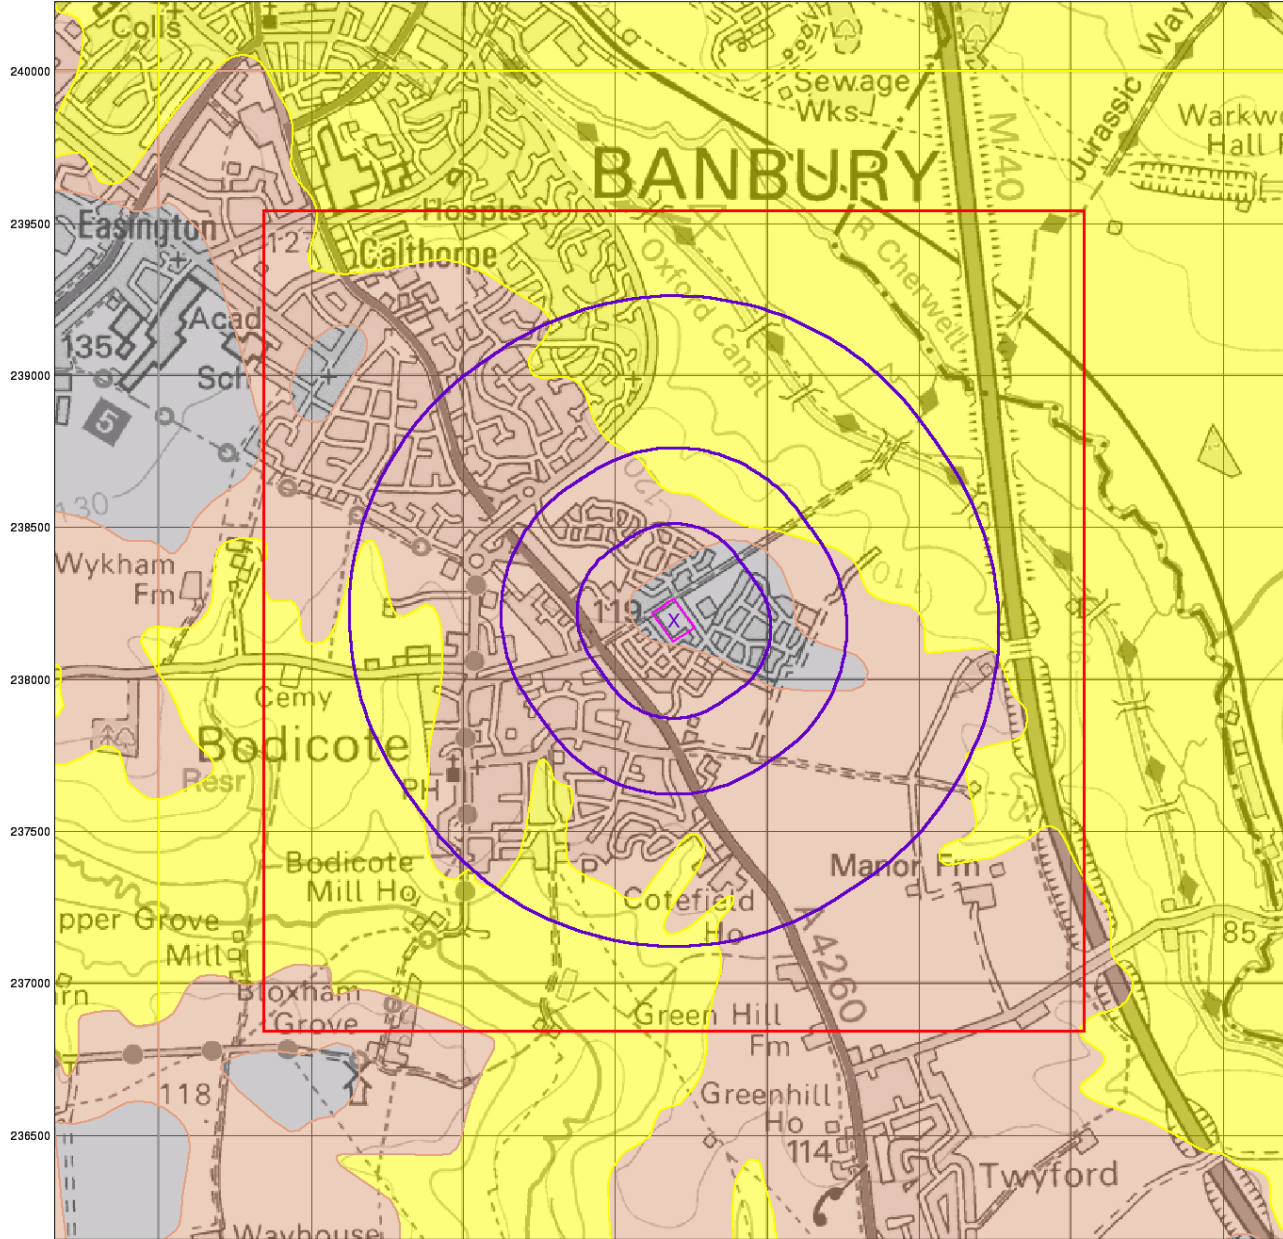 Colls
240000
Sewage
Wks
M40
Jurassic
Way
Warkw
Hall H
BANBURY
Hospls
Easington
239500
127
Calthorpe
R Cherwell
Oxford Canal
Acad
Sch
135
239000
5
130
120
238500
Wykham
Fm
110
119
238000
Cemy
Bodicote
Resr
PH
237500
Bodicote
Mill Ho
P
Manor Fm
Cotefield
Ho
pper Grove
Mill
A4260
85
237000
rn
Bloxham
Grove
Green Hill
Fm
118
Greenhill
Ho
114
236500
Twyford
Wayhouse